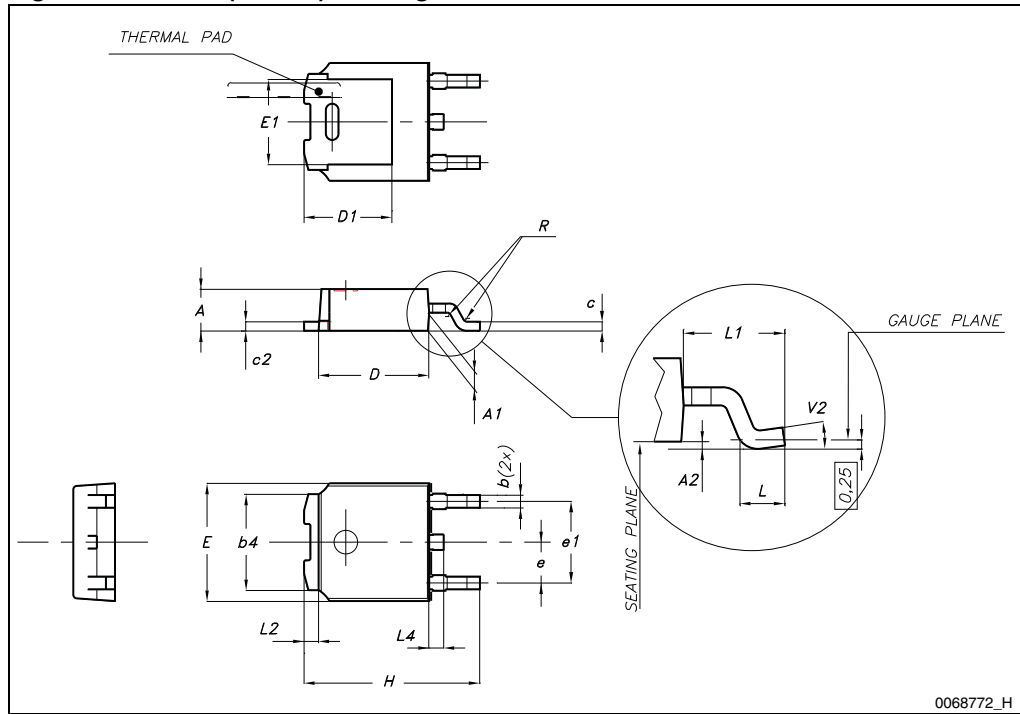 THERMAL PAD
E1
D1
R
A
c
c2
D
A1
L1
GAUGE PLANE
V2
A2
L
0,25
SEATING PLANE
b(2x)
E
b4
e1
e
L2
L4
H
0068772_H